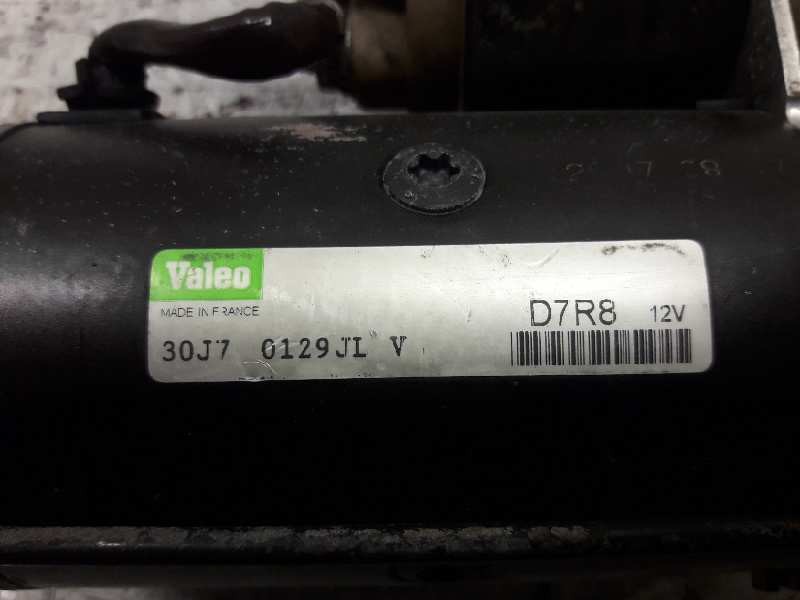 Valeo
MADE IN FRANCE
D7R8 12V
30J7 0129JL V